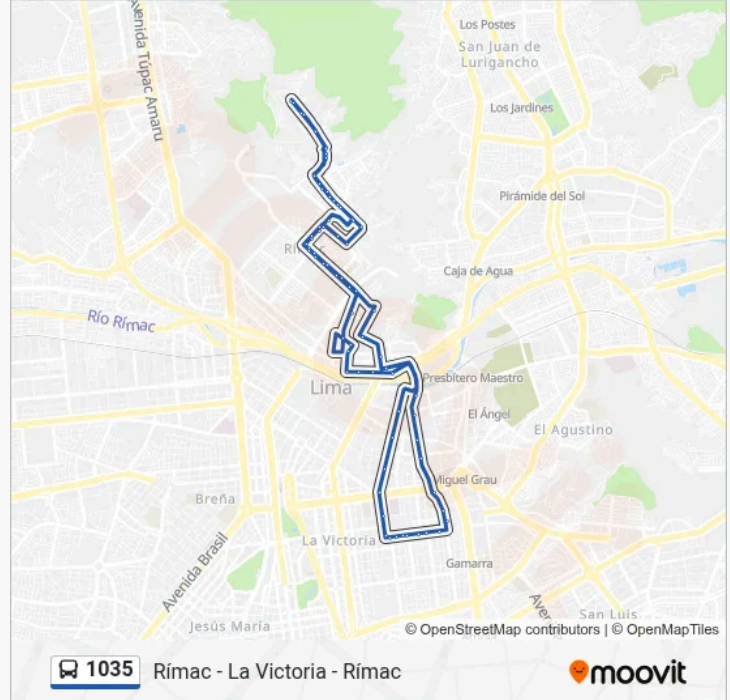 Los Postes
San Juan de
Lurigancho
Avenida Túpac Amaru
Los Jardines
Pirámide del Sol
Caja de Agua
Río Rímac
Lima
Presbítero Maestro
El Ángel
El Agustino
Miguel Grau
Breña
La Victoria
Avenida Brasil
Gamarra
San Luis
Jesús María
© OpenStreetMap contributors | © OpenMapTiles
1035 Rímac - La Victoria - Rímac
moovit